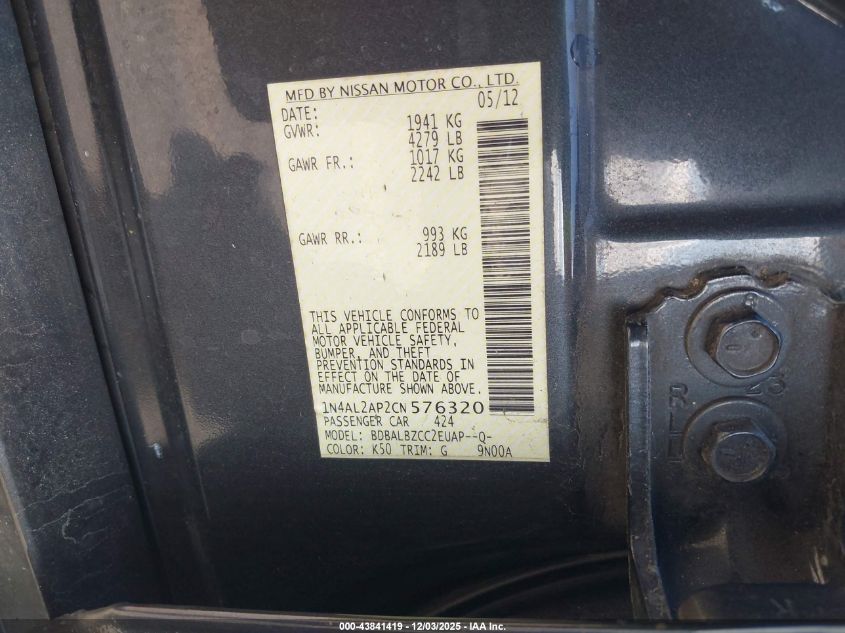 MFD BY NISSAN MOTOR CO., LTD.
DATE: 05/12
GVWR: 1941 KG
4279 LB
GAWR FR.: 1017 KG
2242 LB
GAWR RR.: 993 KG
2189 LB
THIS VEHICLE CONFORMS TO
ALL APPLICABLE FEDERAL
MOTOR VEHICLE SAFETY,
BUMPER, AND THEFT
PREVENTION STANDARDS IN
EFFECT ON THE DATE OF
MANUFACTURE SHOWN ABOVE.
1N4AL2AP2CN576320
PASSENGER CAR 424
MODEL: BDBALBZCCZEUAP--Q-
COLOR: K50 TRIM: G 9N00A
000-43841419 - 12/03/2025 - IAA Inc.